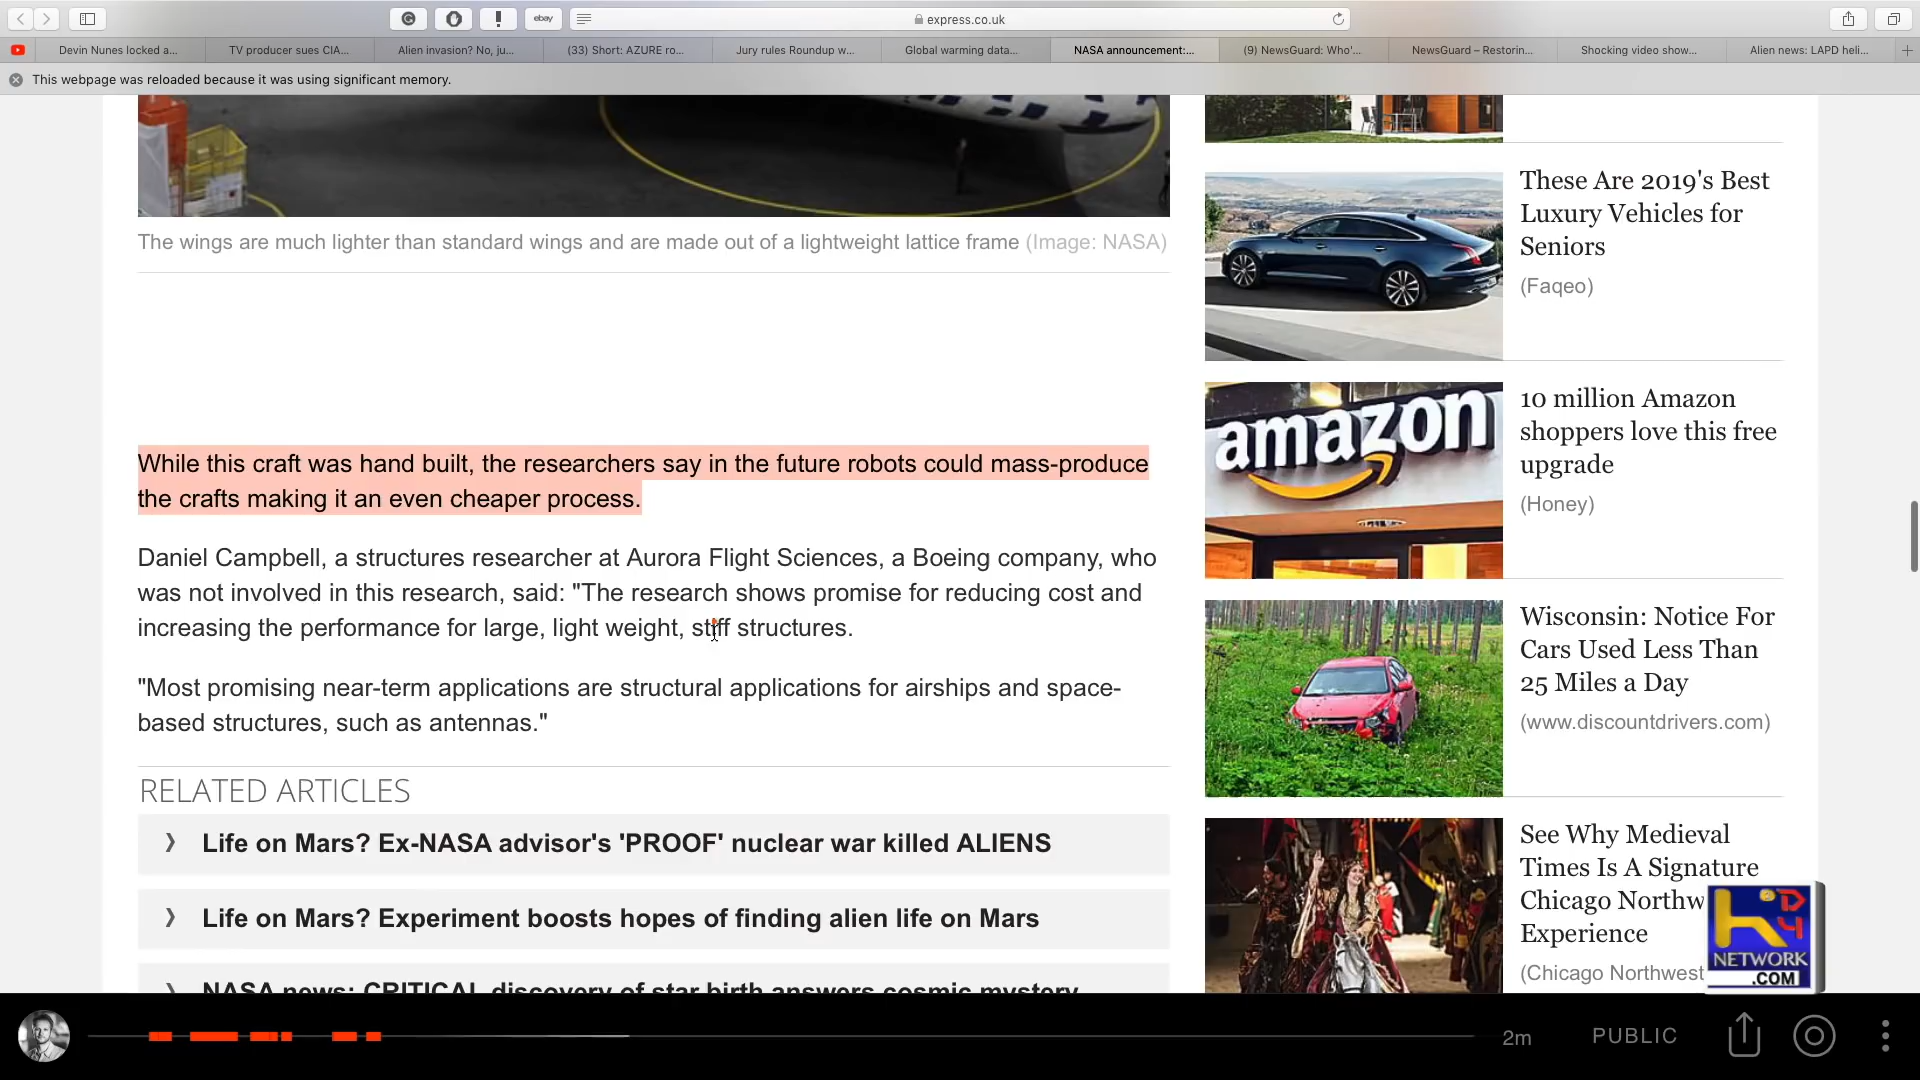 ebay
express.co.uk
Devin Nunes locked a...
TV producer sues CIA...
Alien invasion? No, ju...
(33) Short: AZURE ro...
Jury rules Roundup w...
Global warming data...
NASA announcement:...
(9) NewsGuard: Who'...
NewsGuard – Restorin...
Shocking video show...
Alien news: LAPD heli...
This webpage was reloaded because it was using significant memory.
The wings are much lighter than standard wings and are made out of a lightweight lattice frame (Image: NASA)
While this craft was hand built, the researchers say in the future robots could mass-produce
the crafts making it an even cheaper process.
Daniel Campbell, a structures researcher at Aurora Flight Sciences, a Boeing company, who
was not involved in this research, said: "The research shows promise for reducing cost and
increasing the performance for large, light weight, stiff structures.
"Most promising near-term applications are structural applications for airships and space-
based structures, such as antennas."
RELATED ARTICLES
Life on Mars? Ex-NASA advisor's 'PROOF' nuclear war killed ALIENS
Life on Mars? Experiment boosts hopes of finding alien life on Mars
NASA news: CRITICAL discovery of star birth answers cosmic mystery
These Are 2019's Best
Luxury Vehicles for
Seniors
(Faqeo)
amazon
10 million Amazon
shoppers love this free
upgrade
(Honey)
Wisconsin: Notice For
Cars Used Less Than
25 Miles a Day
(www.discountdrivers.com)
See Why Medieval
Times Is A Signature
Chicago Northw
Experience
(Chicago Northwest
NETWORK
.COM
2m
PUBLIC